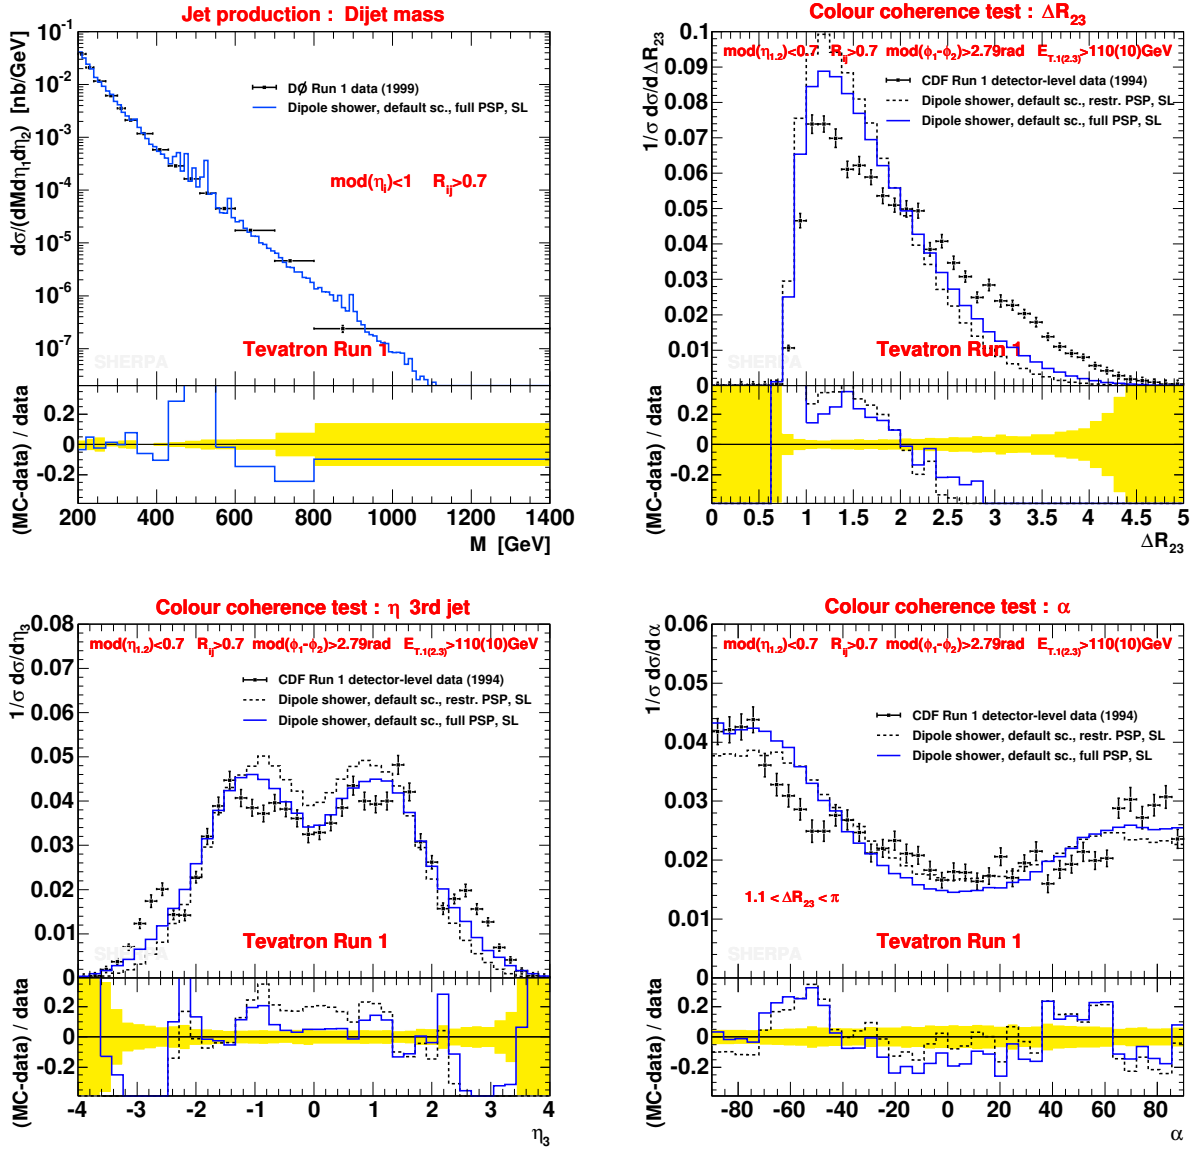 Jet production : Dijet mass
dσ/(dMdη1dη2) [nb/GeV]
10^-1
10^-2
10^-3
10^-4
10^-5
10^-6
10^-7
DØ Run 1 data (1999)
Dipole shower, default sc., full PSP, SL
mod(ηi)<1 Rij>0.7
SHERPA
Tevatron Run 1
(MC-data) / data
0.2
0
-0.2
200 400 600 800 1000 1200 1400
M [GeV]
Colour coherence test : ΔR23
1/σ dσ/dΔR23
mod(η1.2)<0.7 Rij>0.7 mod(ϕ1-ϕ2)>2.79rad ET.1(2.3)>110(10)GeV
0.1
0.09
0.08
0.07
0.06
0.05
0.04
0.03
0.02
0.01
0
CDF Run 1 detector-level data (1994)
Dipole shower, default sc., restr. PSP, SL
Dipole shower, default sc., full PSP, SL
SHERPA
Tevatron Run 1
(MC-data) / data
0.2
0
-0.2
0 0.5 1 1.5 2 2.5 3 3.5 4 4.5 5
ΔR23
Colour coherence test : η 3rd jet
1/σ dσ/dη3
mod(η1.2)<0.7 Rij>0.7 mod(ϕ1-ϕ2)>2.79rad ET.1(2.3)>110(10)GeV
0.08
0.07
0.06
0.05
0.04
0.03
0.02
0.01
0
CDF Run 1 detector-level data (1994)
Dipole shower, default sc., restr. PSP, SL
Dipole shower, default sc., full PSP, SL
SHERPA
Tevatron Run 1
(MC-data) / data
0.2
0
-0.2
-4 -3 -2 -1 0 1 2 3 4
η3
Colour coherence test : α
1/σ dσ/dα
mod(η1.2)<0.7 Rij>0.7 mod(ϕ1-ϕ2)>2.79rad ET.1(2.3)>110(10)GeV
0.06
0.05
0.04
0.03
0.02
0.01
0
CDF Run 1 detector-level data (1994)
Dipole shower, default sc., restr. PSP, SL
Dipole shower, default sc., full PSP, SL
1.1 < ΔR23 < π
SHERPA
Tevatron Run 1
(MC-data) / data
0.2
0
-0.2
-80 -60 -40 -20 0 20 40 60 80
α